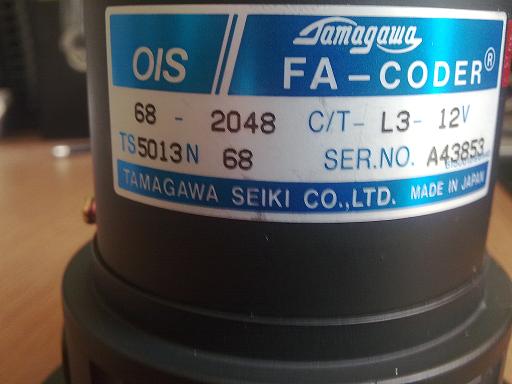 Tamagawa
OIS FA-CODER®
68 - 2048 C/T- L3- 12V
TS5013N 68 SER.NO. A43853
TAMAGAWA SEIKI CO.,LTD. MADE IN JAPAN